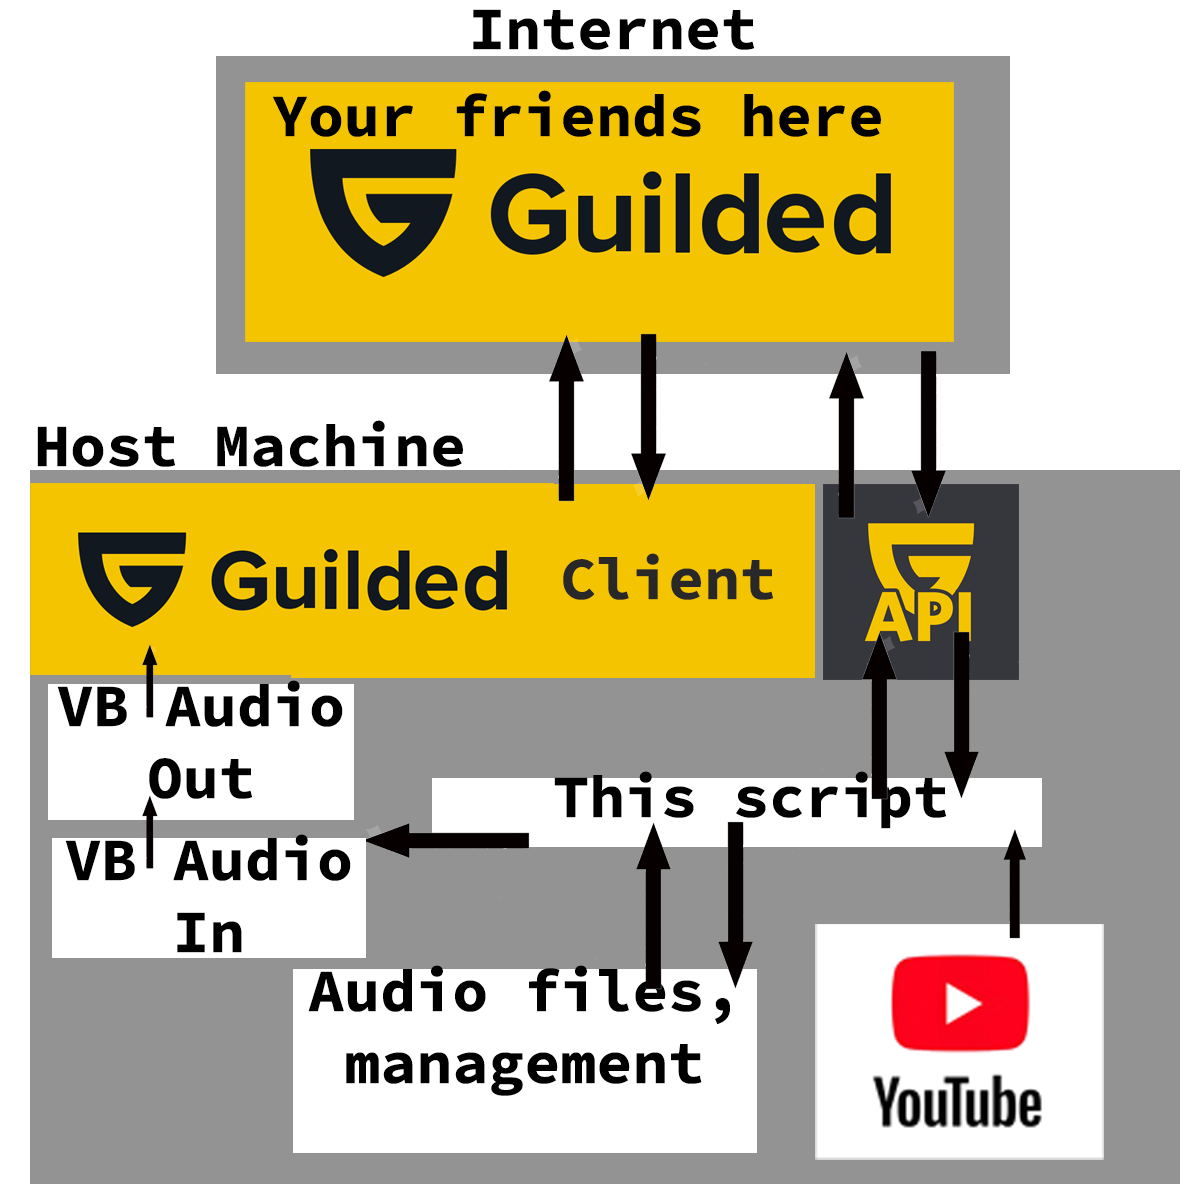 Internet
Your friends here
Guilded
Host Machine
Guilded Client
API
VB Audio
Out
This script
VB Audio
In
Audio files,
management
YouTube